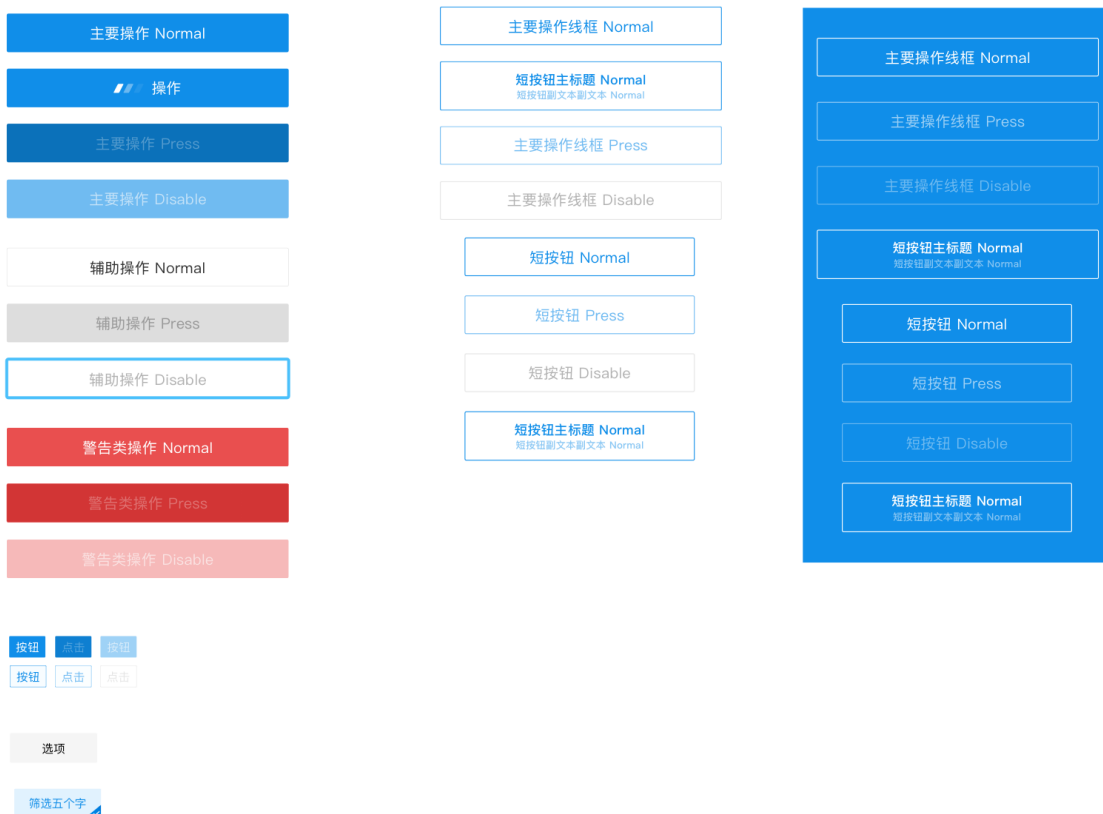 主要操作 Normal
操作
主要操作 Press
主要操作 Disable
辅助操作 Normal
辅助操作 Press
辅助操作 Disable
警告类操作 Normal
警告类操作 Press
警告类操作 Disable
按钮 点击 按钮
按钮 点击 点击
选项
筛选五个字
主要操作线框 Normal
短按钮主标题 Normal
短按钮副文本副文本 Normal
主要操作线框 Press
主要操作线框 Disable
短按钮 Normal
短按钮 Press
短按钮 Disable
短按钮主标题 Normal
短按钮副文本副文本 Normal
主要操作线框 Normal
主要操作线框 Press
主要操作线框 Disable
短按钮主标题 Normal
短按钮副文本副文本 Normal
短按钮 Normal
短按钮 Press
短按钮 Disable
短按钮主标题 Normal
短按钮副文本副文本 Normal